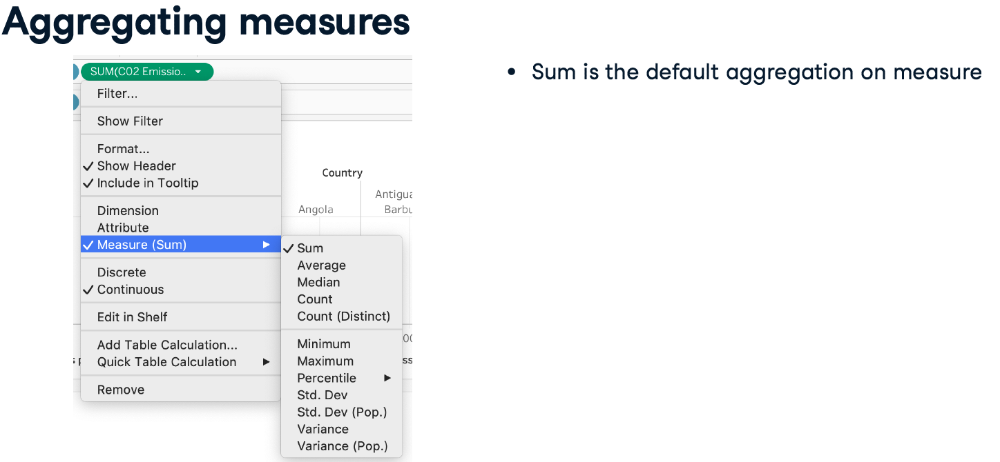 Aggregating measures
SUM(C02 Emissio..
Filter...
Show Filter
Format...
Show Header
Include in Tooltip
Dimension
Attribute
Measure (Sum)
Discrete
Continuous
Edit in Shelf
Add Table Calculation...
Quick Table Calculation
Remove
Country
Angola
Antigua
Barbu
Sum
Average
Median
Count
Count (Distinct)
Minimum
Maximum
Percentile
Std. Dev
Std. Dev (Pop.)
Variance
Variance (Pop.)
• Sum is the default aggregation on measure